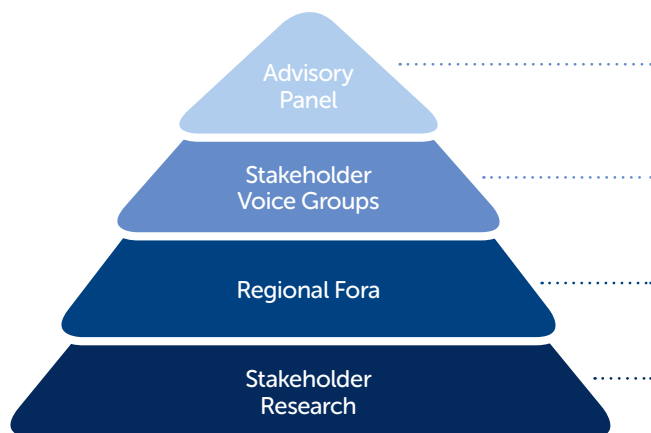 Advisory
Panel
Stakeholder
Voice Groups
Regional Fora
Stakeholder
Research